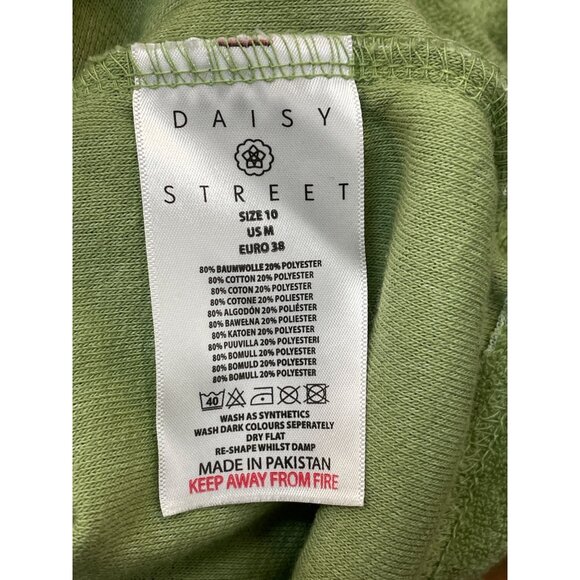 DAISY
STREET
SIZE 10
US M
EURO 38
80% BAUMWOLLE 20% POLYESTER
80% COTTON 20% POLYESTER
80% COTON 20% POLYESTER
80% COTONE 20% POLIESTER
80% ALGODÓN 20% POLIÉSTER
80% BAWEŁNA 20% POLYESTER
80% KATOEN 20% POLYESTER
80% PUUVILLA 20% POLYESTERI
80% BOMULL 20% POLYESTER
80% BOMULD 20% POLYESTER
80% BOMULL 20% POLYESTER
40
WASH AS SYNTHETICS
WASH DARK COLOURS SEPERATELY
DRY FLAT
RE-SHAPE WHILST DAMP
MADE IN PAKISTAN
KEEP AWAY FROM FIRE